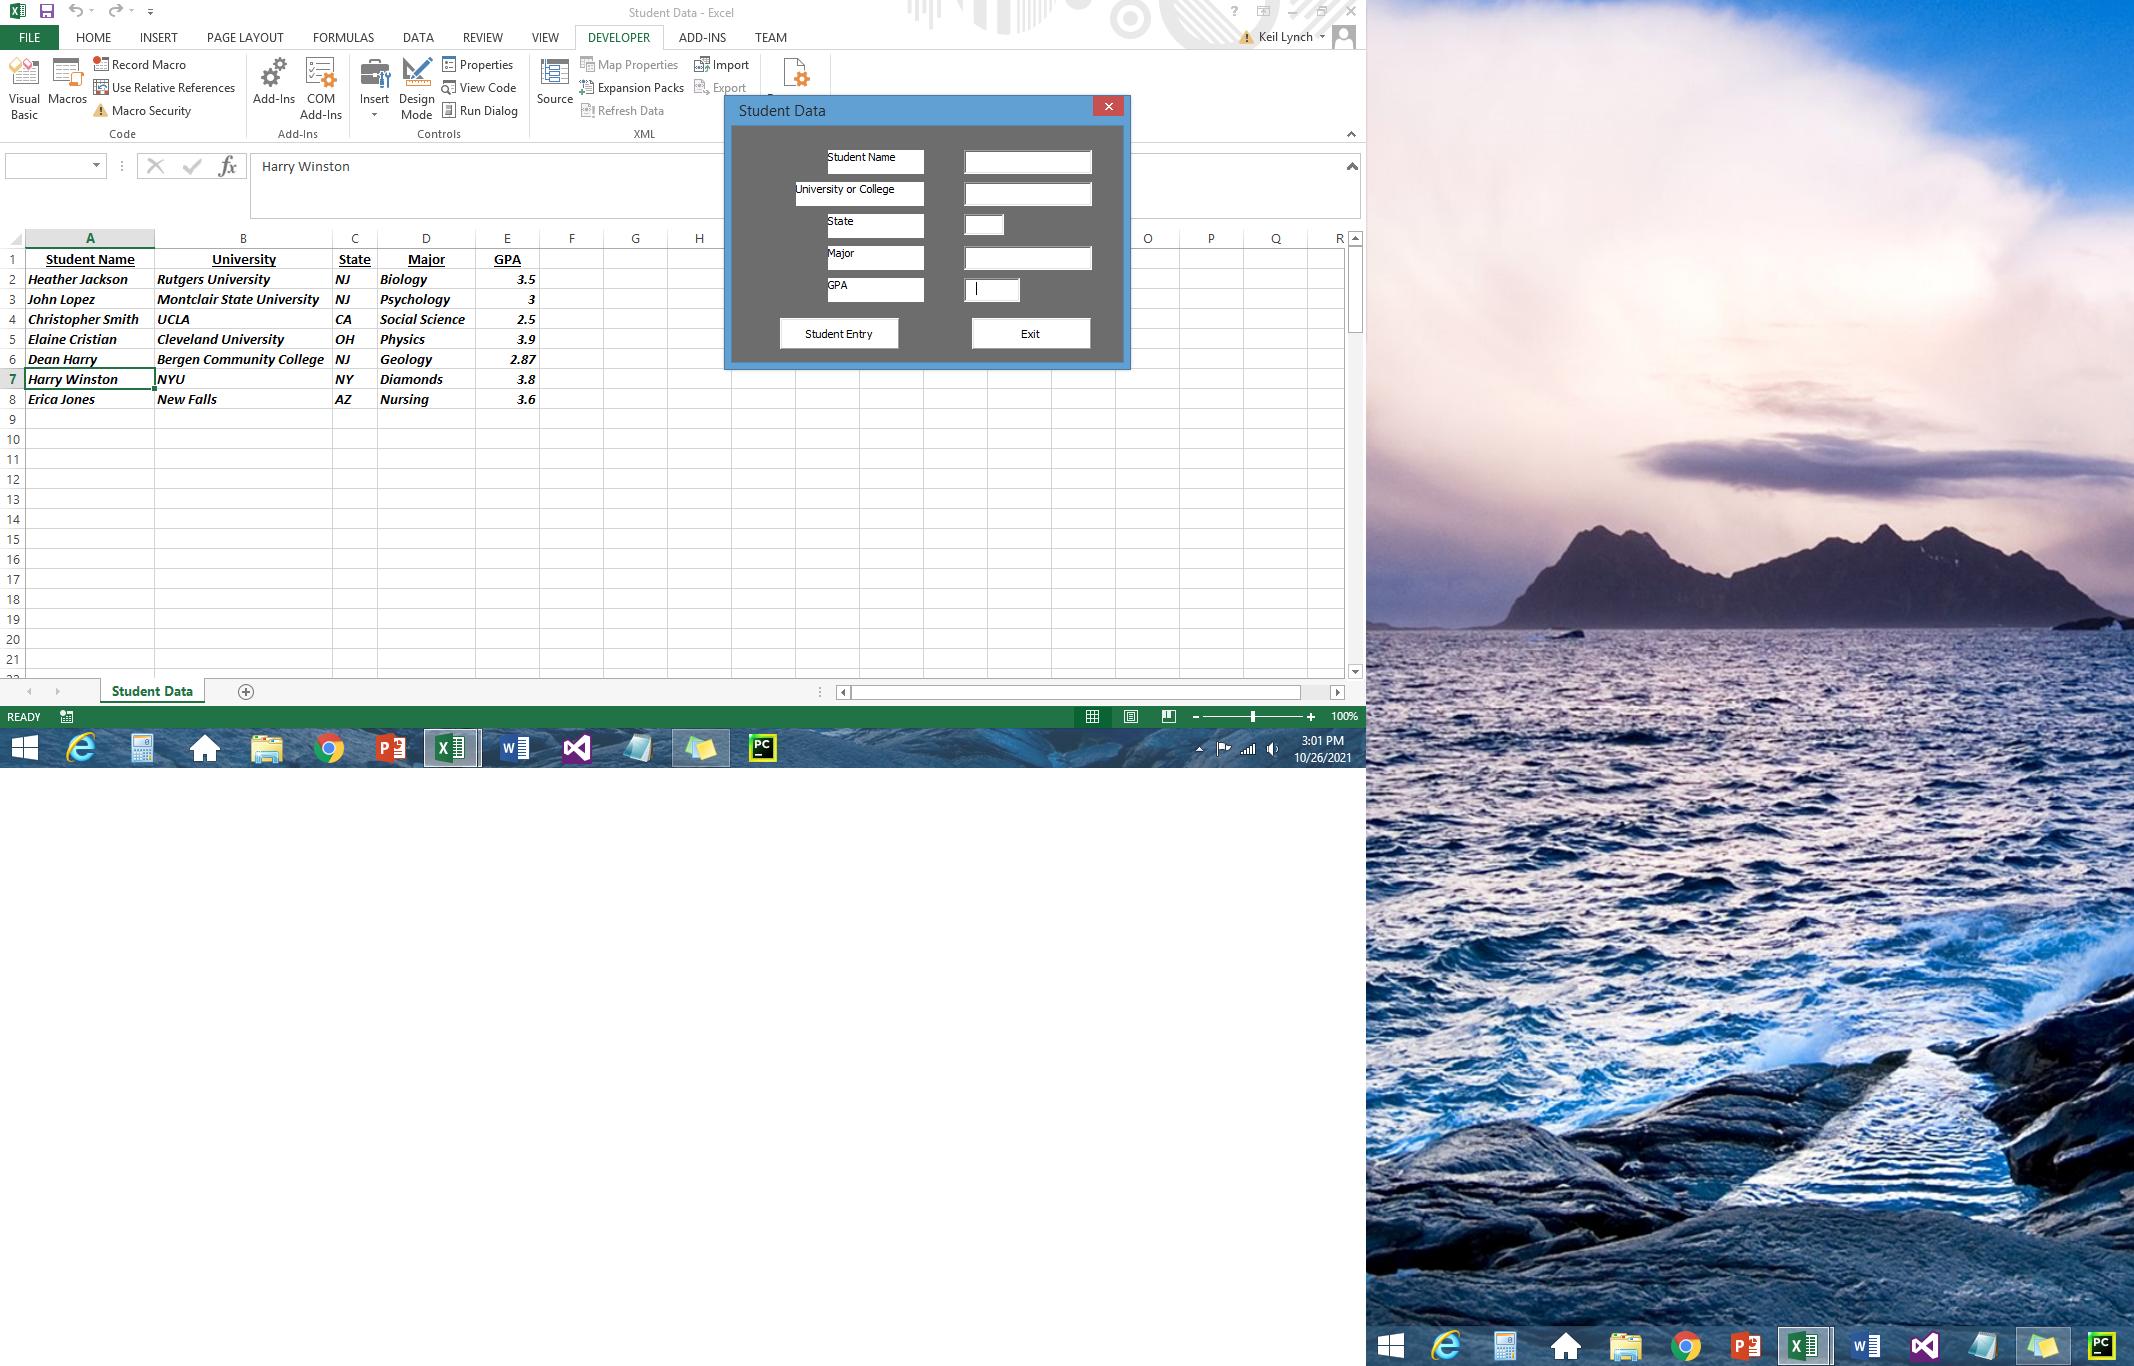 Student Data - Excel
?
FILE HOME INSERT PAGE LAYOUT FORMULAS DATA REVIEW VIEW DEVELOPER ADD-INS TEAM Keil Lynch
Visual Basic
Macros
Record Macro
Use Relative References
Macro Security
Code
Add-Ins
COM Add-Ins
Add-Ins
Insert
Design Mode
Properties
View Code
Run Dialog
Controls
Source
Map Properties
Expansion Packs
Refresh Data
Import
Export
XML
Harry Winston
Student Data
Student Name
University or College
State
Major
GPA
Student Entry Exit
A B C D E F G H O P Q R
1 Student Name University State Major GPA
2 Heather Jackson Rutgers University NJ Biology 3.5
3 John Lopez Montclair State University NJ Psychology 3
4 Christopher Smith UCLA CA Social Science 2.5
5 Elaine Cristian Cleveland University OH Physics 3.9
6 Dean Harry Bergen Community College NJ Geology 2.87
7 Harry Winston NYU NY Diamonds 3.8
8 Erica Jones New Falls AZ Nursing 3.6
9
10
11
12
13
14
15
16
17
18
19
20
21
Student Data
READY 100%
3:01 PM
10/26/2021